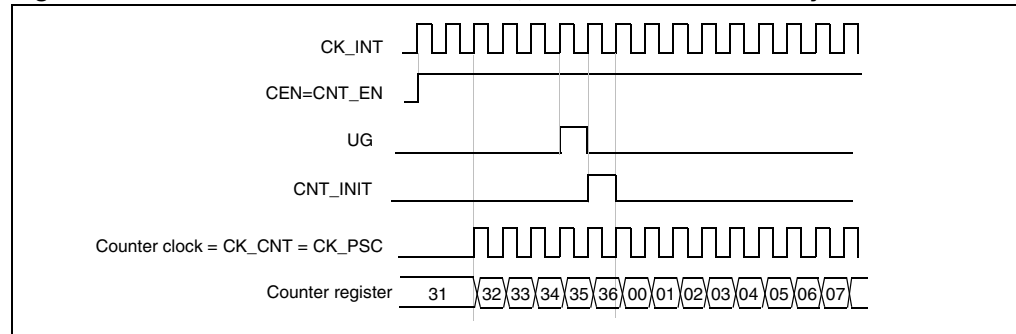 CK_INT
CEN=CNT_EN
UG
CNT_INIT
Counter clock = CK_CNT = CK_PSC
Counter register 31 32 33 34 35 36 00 01 02 03 04 05 06 07